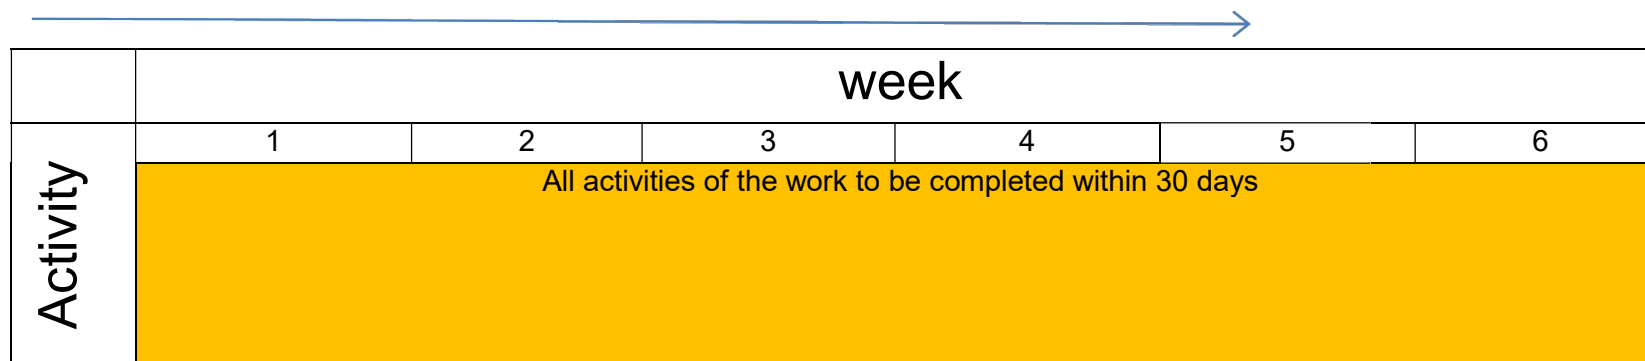 week
1 2 3 4 5 6
Activity
All activities of the work to be completed within 30 days